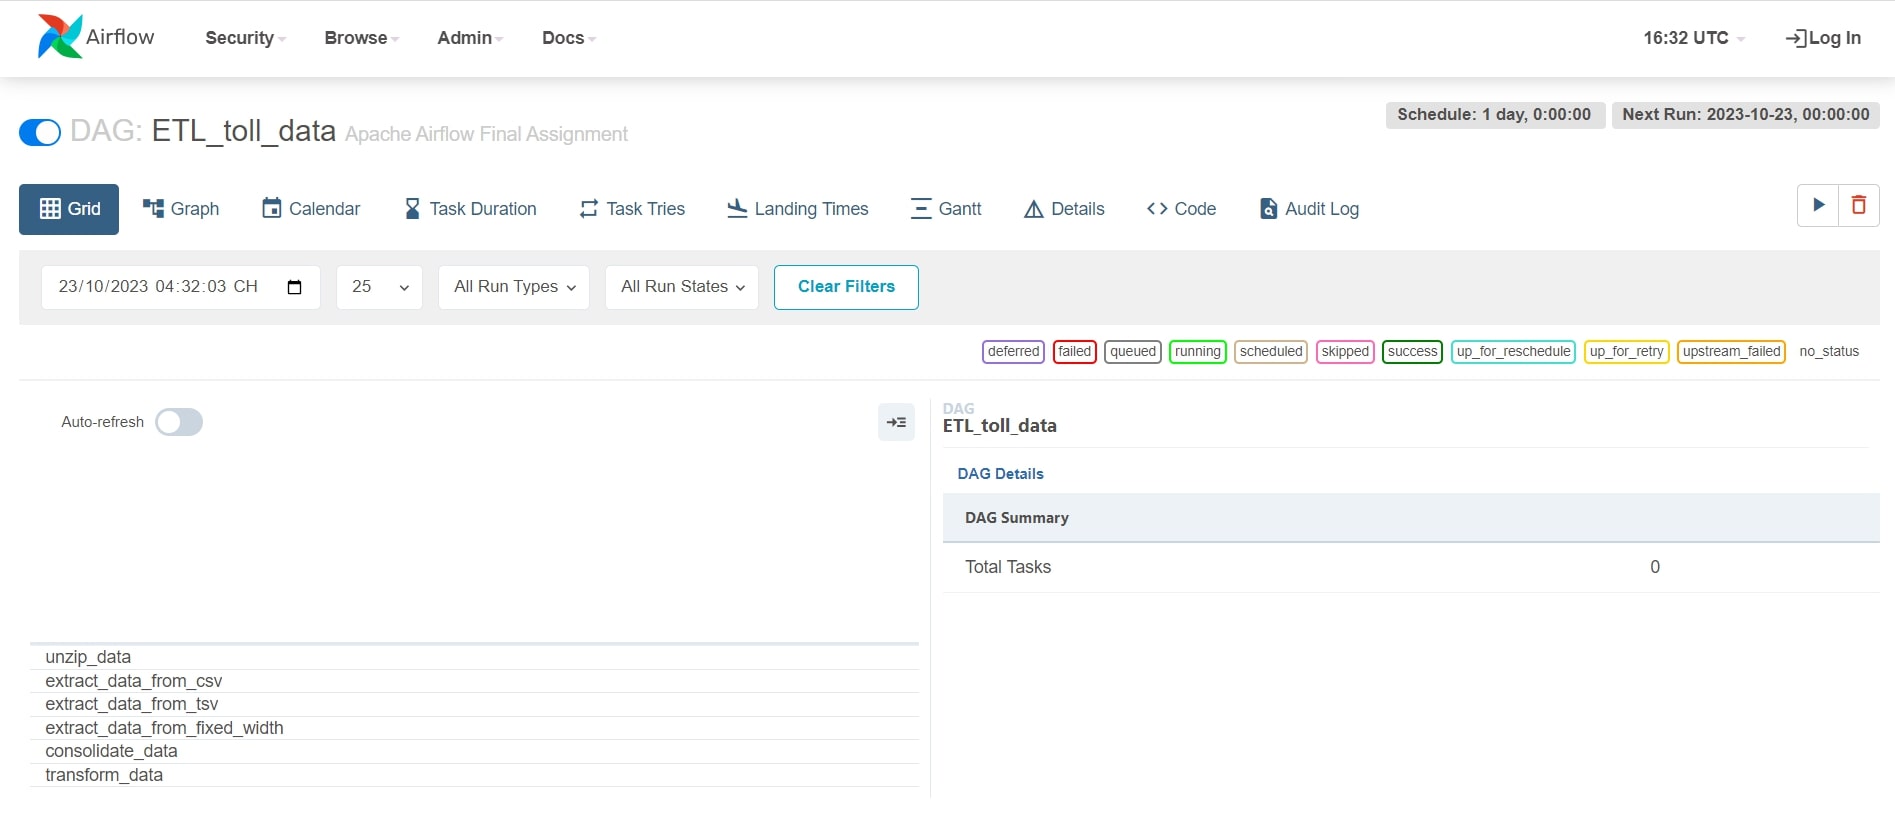 Airflow Security Browse Admin Docs 16:32 UTC Log In
Schedule: 1 day, 0:00:00 Next Run: 2023-10-23, 00:00:00
DAG: ETL_toll_data Apache Airflow Final Assignment
Grid Graph Calendar Task Duration Task Tries Landing Times Gantt Details Code Audit Log
23/10/2023 04:32:03 CH 25 All Run Types All Run States Clear Filters
deferred failed queued running scheduled skipped success up_for_reschedule up_for_retry upstream_failed no_status
Auto-refresh
DAG
ETL_toll_data
DAG Details
DAG Summary
Total Tasks 0
unzip_data
extract_data_from_csv
extract_data_from_tsv
extract_data_from_fixed_width
consolidate_data
transform_data